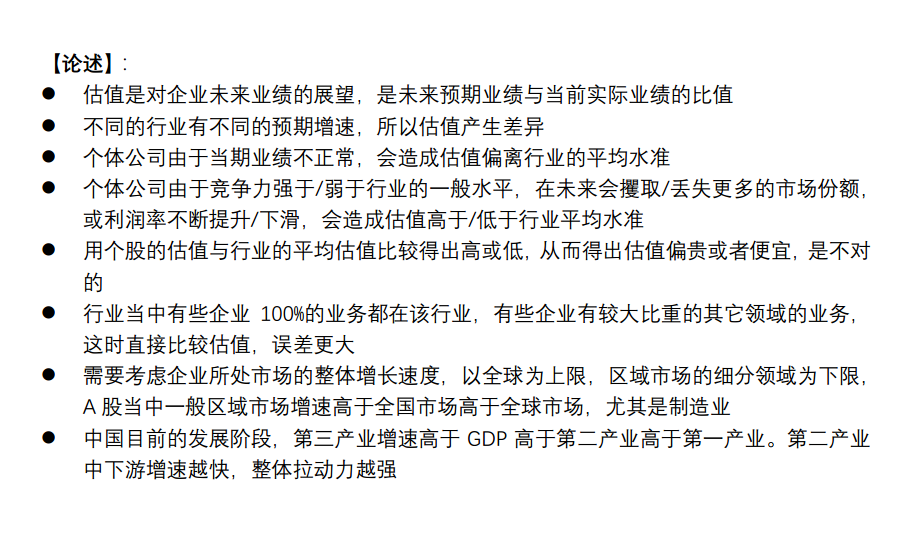 【论述】:
● 估值是对企业未来业绩的展望，是未来预期业绩与当前实际业绩的比值
● 不同的行业有不同的预期增速，所以估值产生差异
● 个体公司由于当期业绩不正常，会造成估值偏离行业的平均水准
● 个体公司由于竞争力强于/弱于行业的一般水平，在未来会攫取/丢失更多的市场份额，
或利润率不断提升/下滑，会造成估值高于/低于行业平均水准
● 用个股的估值与行业的平均估值比较得出高或低，从而得出估值偏贵或者便宜，是不对
的
● 行业当中有些企业 100%的业务都在该行业，有些企业有较大比重的其它领域的业务，
这时直接比较估值，误差更大
● 需要考虑企业所处市场的整体增长速度，以全球为上限，区域市场的细分领域为下限，
A 股当中一般区域市场增速高于全国市场高于全球市场，尤其是制造业
● 中国目前的发展阶段，第三产业增速高于 GDP 高于第二产业高于第一产业。第二产业
中下游增速越快，整体拉动力越强